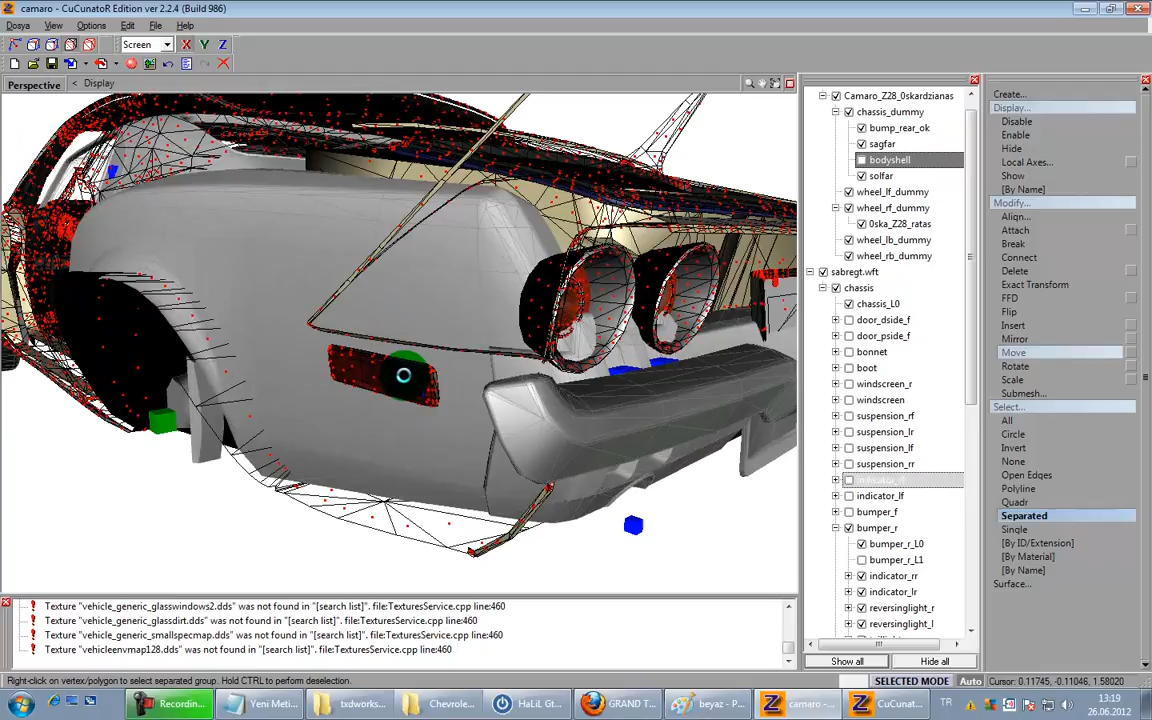 camaro - CuCunatoR Edition ver 2.2.4 (Build 986)
Dosya View Options Edit File Help
Screen X Y Z
Perspective < Display
Camaro_Z28_0skardzianas
chassis_dummy
bump_rear_ok
sagfar
bodyshell
solfar
wheel_lf_dummy
wheel_rf_dummy
0ska_Z28_ratas
wheel_lb_dummy
wheel_rb_dummy
sabregt.wft
chassis
chassis_L0
door_dside_f
door_pside_f
bonnet
boot
windscreen_r
windscreen
suspension_rf
suspension_lr
suspension_lf
suspension_rr
indicator_rf
indicator_lf
bumper_f
bumper_r
bumper_r_L0
bumper_r_L1
indicator_rr
indicator_lr
reversinglight_r
reversinglight_l
Show all Hide all
Create...
Display...
Disable
Enable
Hide
Local Axes...
Show
[By Name]
Modify...
Align...
Attach
Break
Connect
Delete
Exact Transform
FFD
Flip
Insert
Mirror
Move
Rotate
Scale
Submesh...
Select...
All
Circle
Invert
None
Open Edges
Polyline
Quadr
Separated
Single
[By ID/Extension]
[By Material]
[By Name]
Surface...
Texture "vehicle_generic_glasswindows2.dds" was not found in "[search list]". file:TexturesService.cpp line:460
Texture "vehicle_generic_glassdirt.dds" was not found in "[search list]". file:TexturesService.cpp line:460
Texture "vehicle_generic_smallspecmap.dds" was not found in "[search list]". file:TexturesService.cpp line:460
Texture "vehicleenvmap128.dds" was not found in "[search list]". file:TexturesService.cpp line:460
Right-click on vertex/polygon to select separated group. Hold CTRL to perform deselection.
SELECTED MODE Auto Cursor: 0.11745, -0.11046, 1.58020
Recordin... Yeni Meti... txdworks... Chevrole... HaLiL Gt... GRAND T... beyaz - P... camaro -... CuCunat... TR 13:19
26.06.2012